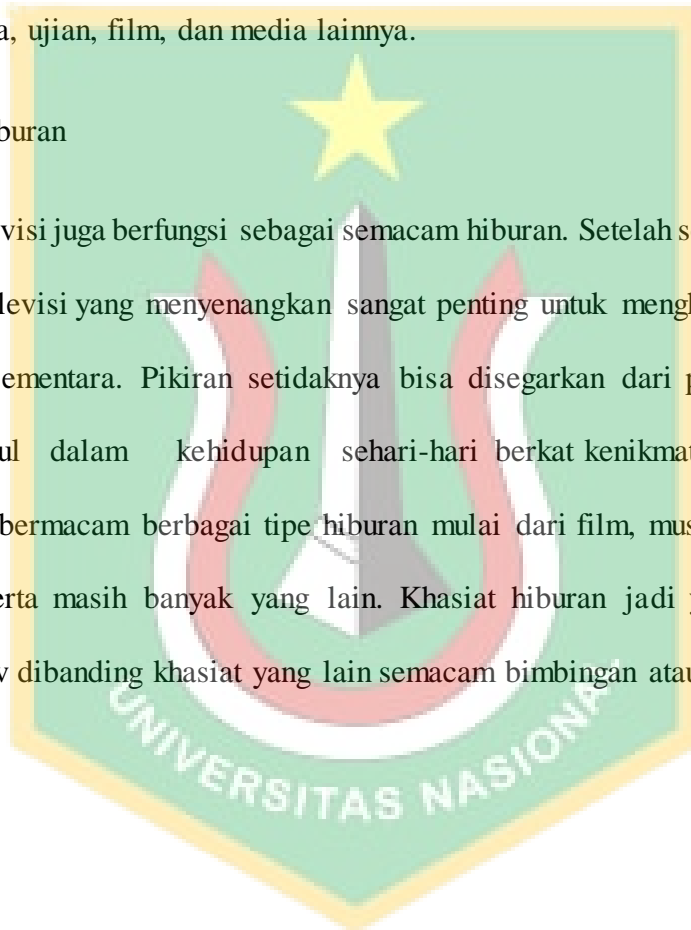 a, ujian, film, dan media lainnya.
buran
visi juga berfungsi sebagai semacam hiburan. Setelah s
levisi yang menyenangkan sangat penting untuk mengh
ementara. Pikiran setidaknya bisa disegarkan dari p
ul dalam kehidupan sehari-hari berkat kenikmat
bermacam berbagai tipe hiburan mulai dari film, mus
erta masih banyak yang lain. Khasiat hiburan jadi y
v dibanding khasiat yang lain semacam bimbingan atau
UNIVERSITAS NASIONAL